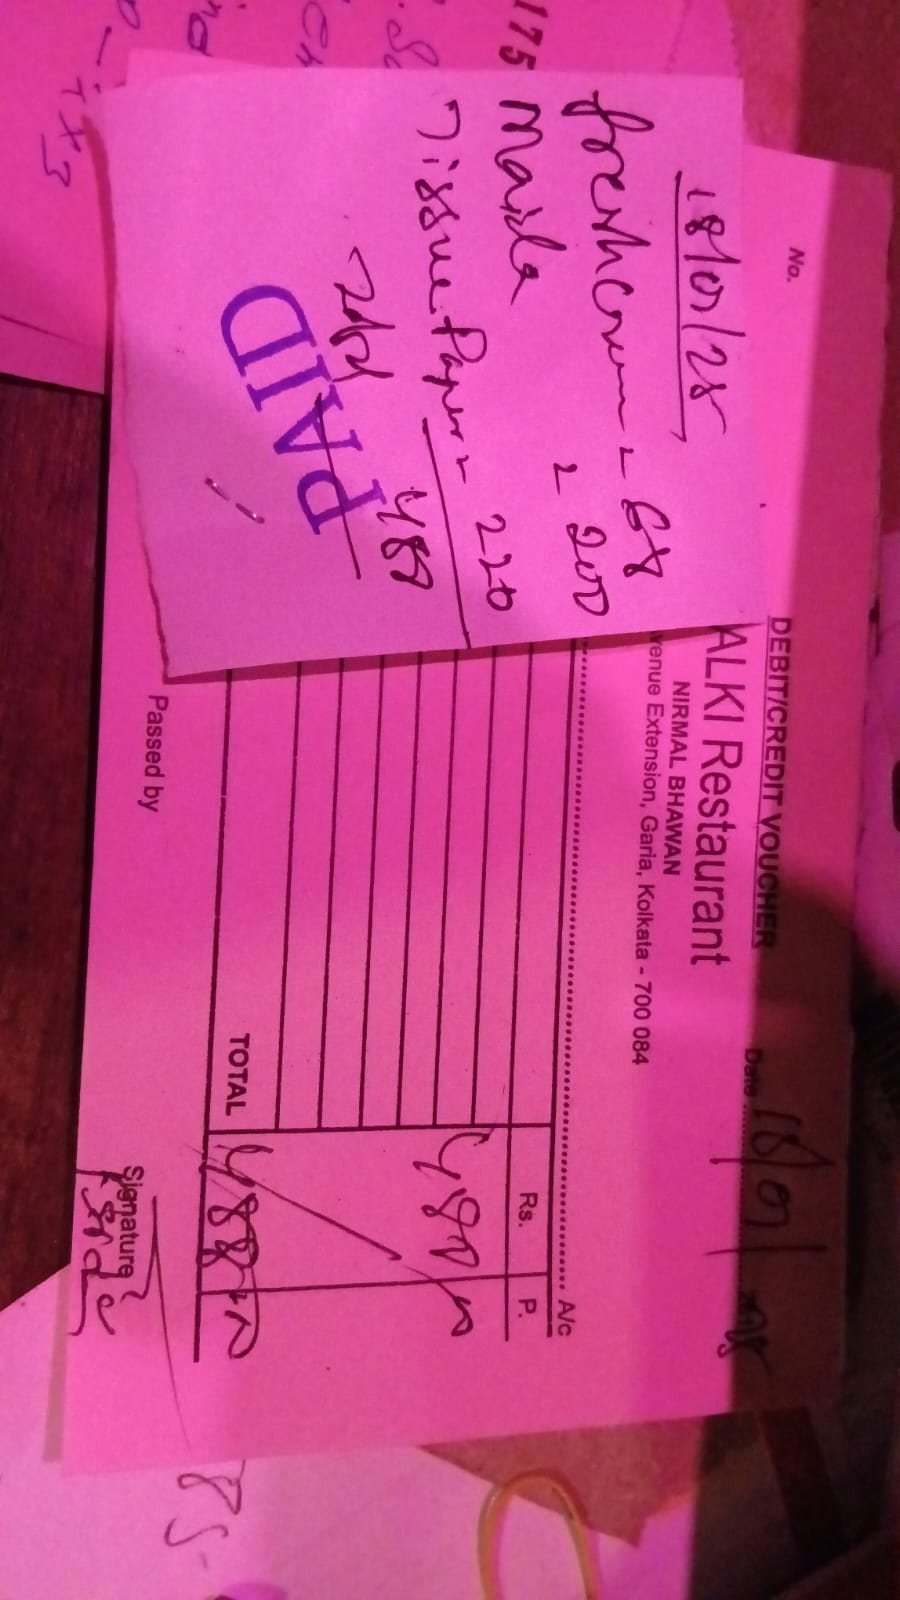 18/01/25
Freshcream - 68
Maida - 200
Tissue Paper - 220
488
PAID
No.
DEBIT/CREDIT VOUCHER
Date 18/01/25
ALKI Restaurant
NIRMAL BHAWAN
venue Extension, Garia, Kolkata - 700 084
A/c
Rs. P.
488/-
TOTAL 488/-
Passed by
Signature
175